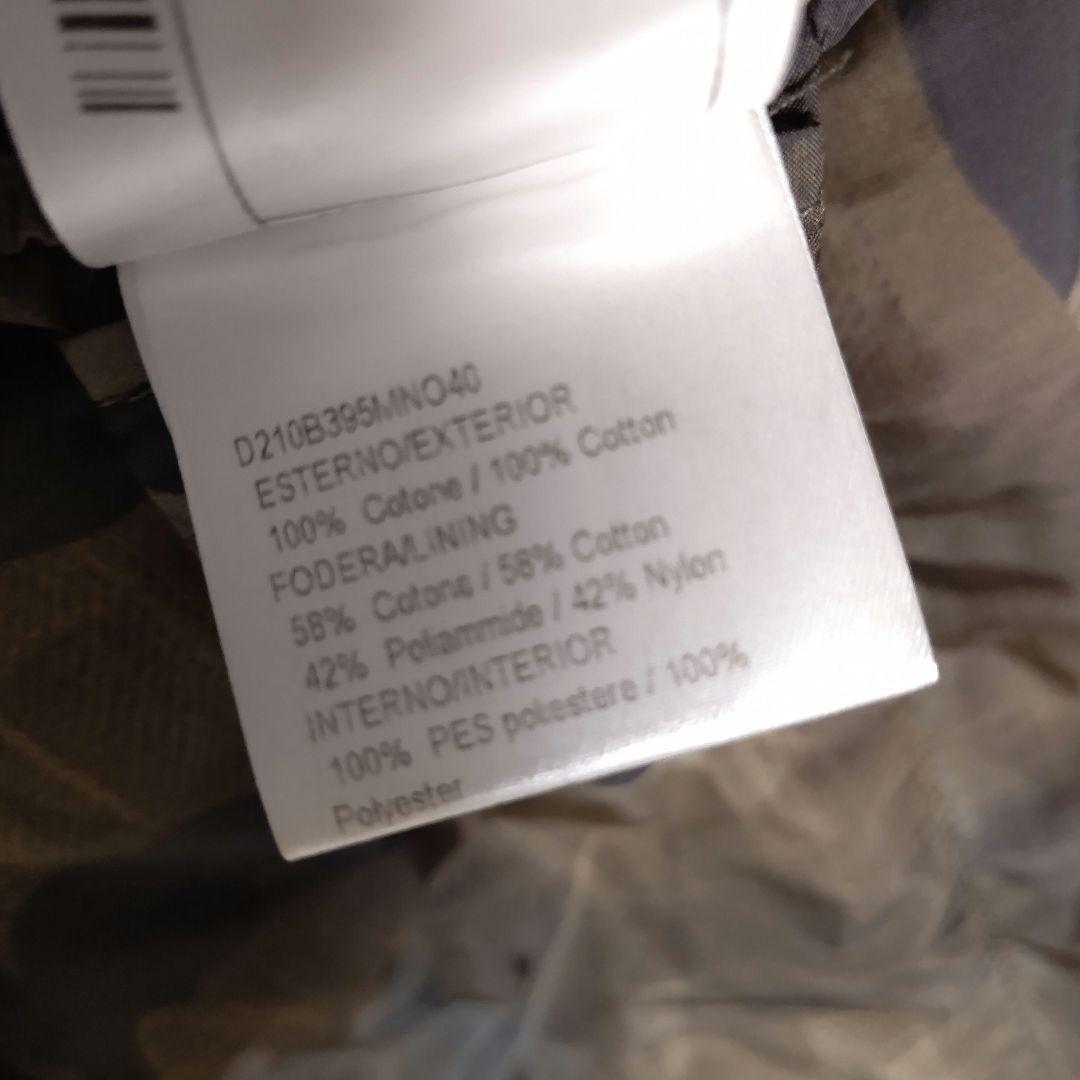 D210B395MNO40
ESTERNO/EXTERIOR
100% Cotone / 100% Cotton
FODERA/LINING
58% Cotone / 58% Cotton
42% Poliammide / 42% Nylon
INTERNO/INTERIOR
100% PES poliestere / 100%
Polyester